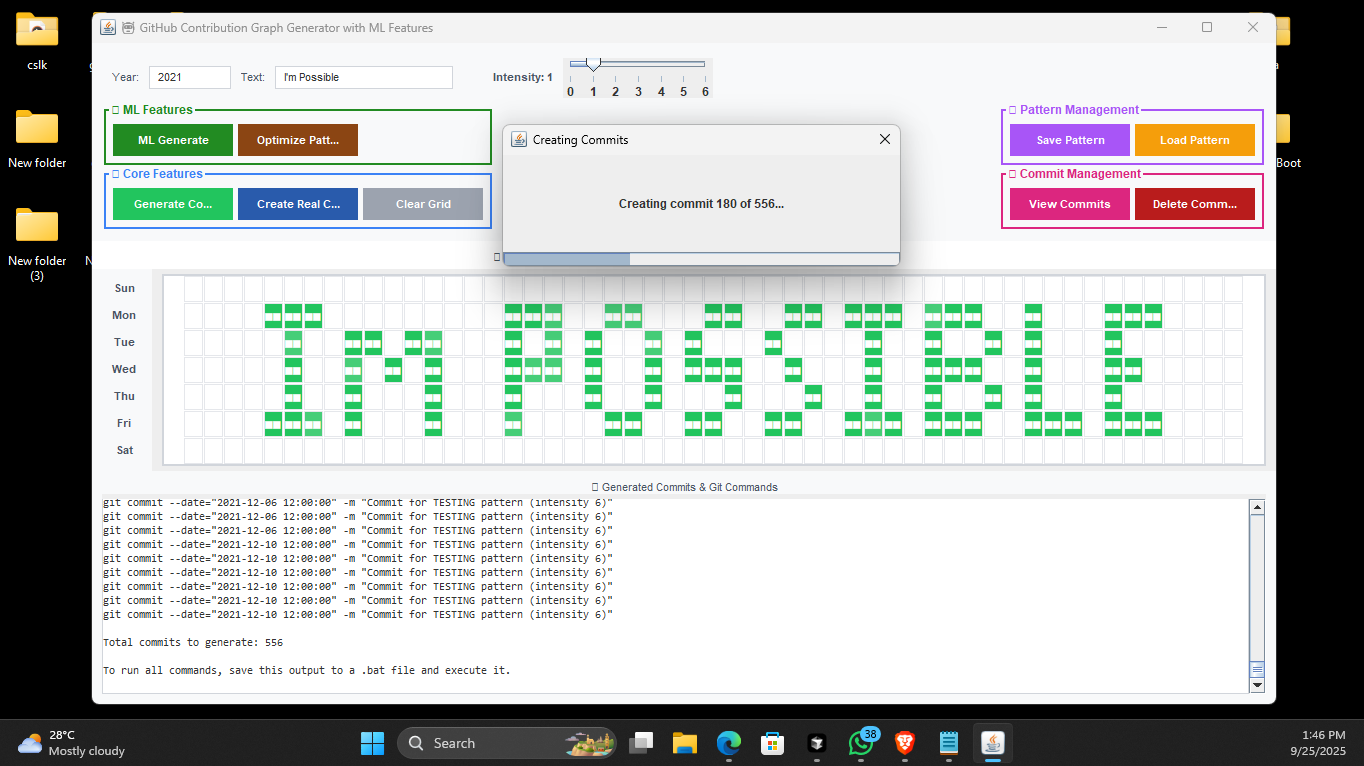 cslk
New folder
New folder
(3)
GitHub Contribution Graph Generator with ML Features
Year: 2021 Text: I'm Possible Intensity: 1
0 1 2 3 4 5 6
ML Features
ML Generate Optimize Patt...
Core Features
Generate Co... Create Real C... Clear Grid
Creating Commits
Creating commit 180 of 556...
Pattern Management
Save Pattern Load Pattern
Commit Management
View Commits Delete Comm...
Boot
Sun
Mon
Tue
Wed
Thu
Fri
Sat
I'M POSSIBLE
Generated Commits & Git Commands
git commit --date="2021-12-06 12:00:00" -m "Commit for TESTING pattern (intensity 6)"
git commit --date="2021-12-06 12:00:00" -m "Commit for TESTING pattern (intensity 6)"
git commit --date="2021-12-06 12:00:00" -m "Commit for TESTING pattern (intensity 6)"
git commit --date="2021-12-10 12:00:00" -m "Commit for TESTING pattern (intensity 6)"
git commit --date="2021-12-10 12:00:00" -m "Commit for TESTING pattern (intensity 6)"
git commit --date="2021-12-10 12:00:00" -m "Commit for TESTING pattern (intensity 6)"
git commit --date="2021-12-10 12:00:00" -m "Commit for TESTING pattern (intensity 6)"
git commit --date="2021-12-10 12:00:00" -m "Commit for TESTING pattern (intensity 6)"
git commit --date="2021-12-10 12:00:00" -m "Commit for TESTING pattern (intensity 6)"
Total commits to generate: 556
To run all commands, save this output to a .bat file and execute it.
28°C
Mostly cloudy
Search
38
1:46 PM
9/25/2025